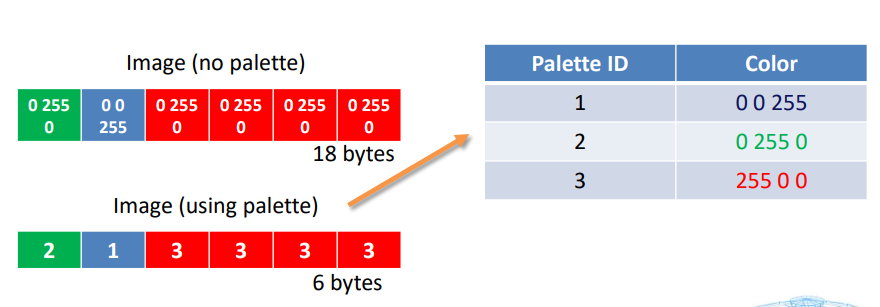 Image (no palette)
0 255 0 0 255 0 255 0 255 0 255 0 255
0 255 0 0 0 0
18 bytes
Image (using palette)
2 1 3 3 3 3
6 bytes
Palette ID Color
1 0 0 255
2 0 255 0
3 255 0 0